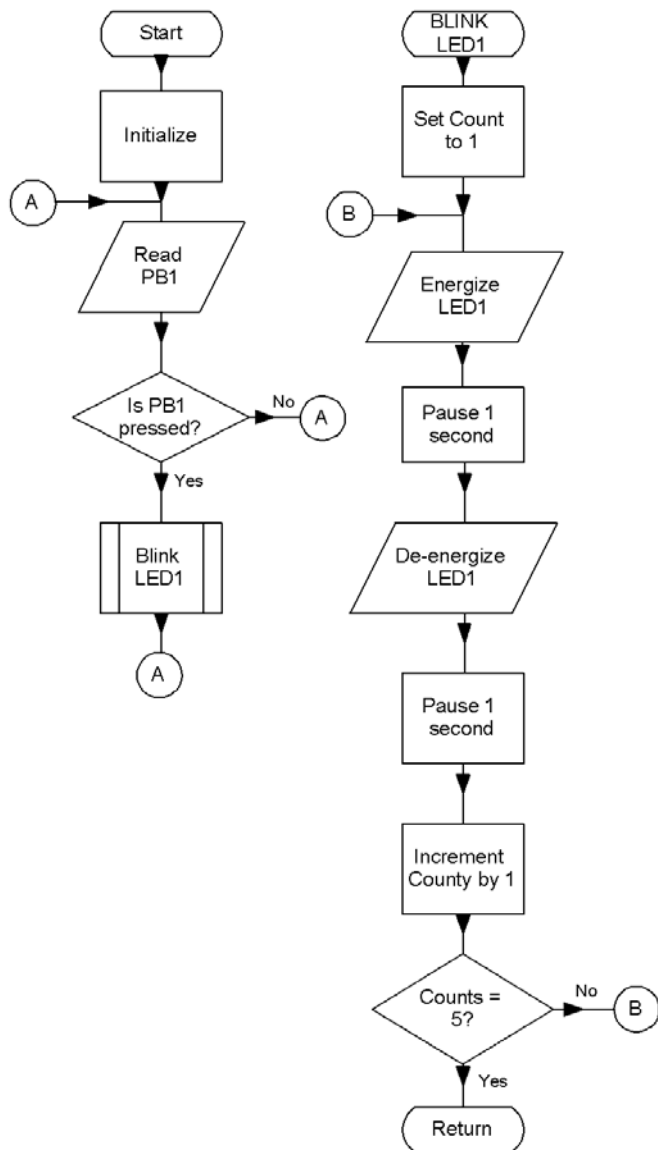 Start
Initialize
A
Read
PB1
Is PB1
pressed?
No
A
Yes
Blink
LED1
A
BLINK
LED1
Set Count
to 1
B
Energize
LED1
Pause 1
second
De-energize
LED1
Pause 1
second
Increment
County by 1
Counts =
5?
No
B
Yes
Return